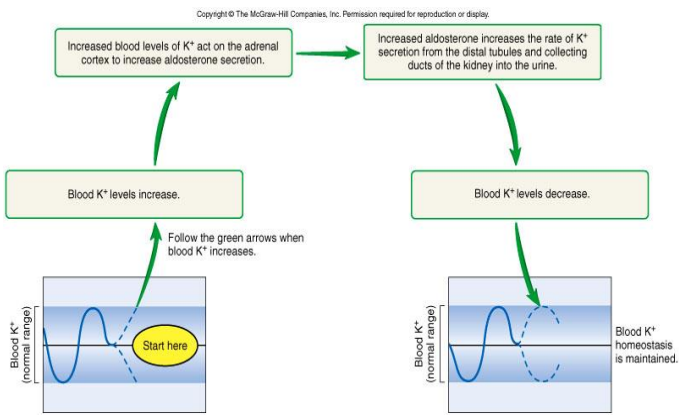 Copyright © The McGraw-Hill Companies, Inc. Permission required for reproduction or display.
Increased blood levels of K⁺ act on the adrenal
cortex to increase aldosterone secretion.
Increased aldosterone increases the rate of K⁺
secretion from the distal tubules and collecting
ducts of the kidney into the urine.
Blood K⁺ levels increase.
Blood K⁺ levels decrease.
Follow the green arrows when
blood K⁺ increases.
Blood K⁺
(normal range)
Start here
Blood K⁺
(normal range)
Blood K⁺
homeostasis
is maintained.